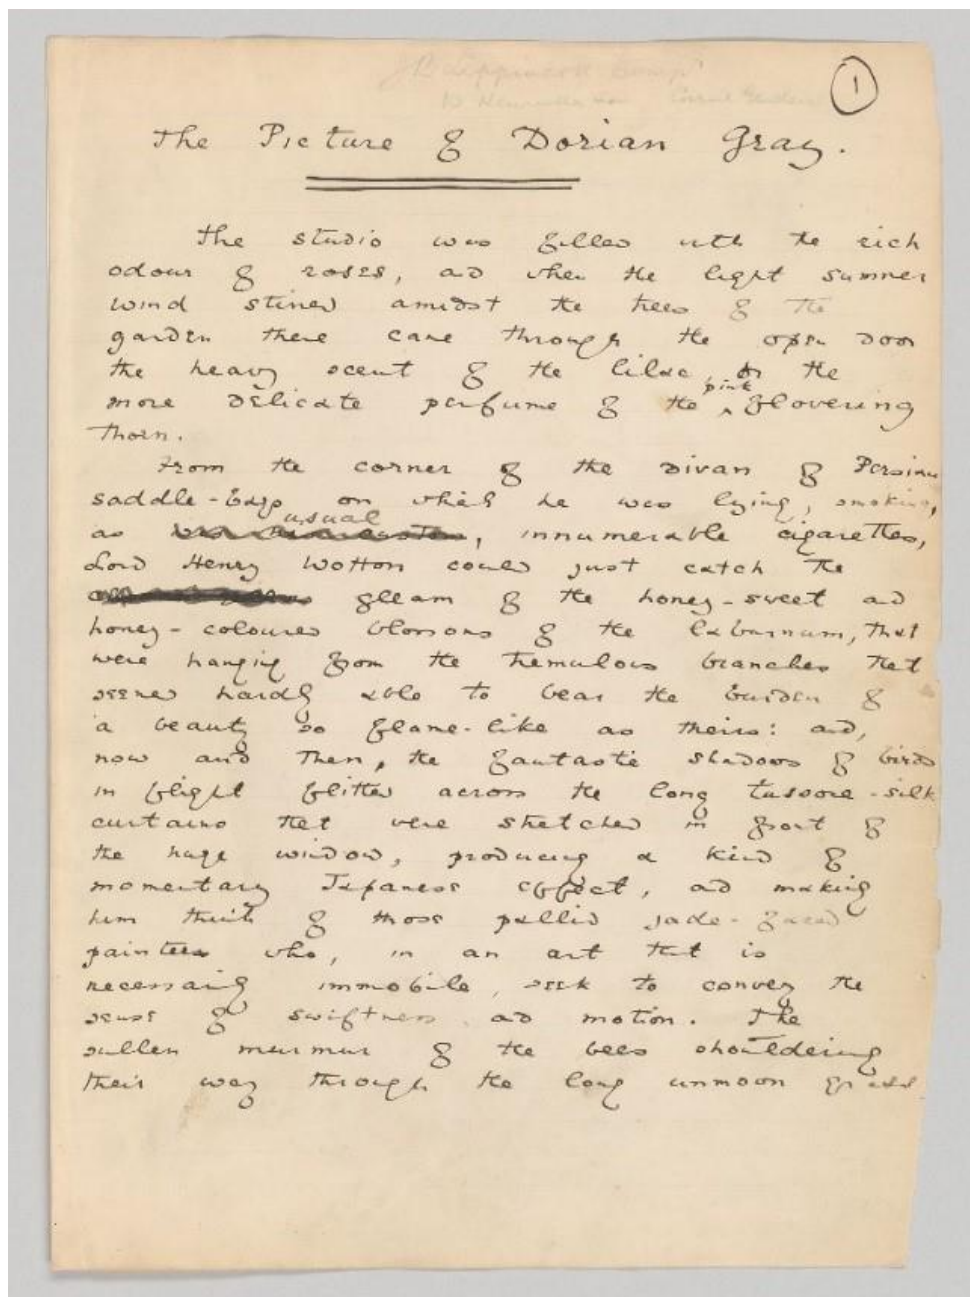 J B Lippincott Comp
1
The Picture of Dorian Gray.
The studio was filled with the rich
odour of roses, and when the light summer
wind stirred amidst the trees of the
garden there came through the open door
the heavy scent of the lilac, or the
pink
more delicate perfume of the ‸ flowering
thorn.
From the corner of the divan of Persian
saddle-bags on which he was lying, smoking,
usual
as was custom, innumerable cigarettes,
Lord Henry Wotton could just catch the
gleam of the honey-sweet and
honey-coloured blossoms of the laburnum, that
were hanging from the tremulous branches that
seemed hardly able to bear the burden of
a beauty so flame-like as theirs: and,
now and then, the fantastic shadows of birds
in flight flitted across the long tussore-silk
curtains that were stretched in front of
the huge window, producing a kind of
momentary Japanese effect, and making
him think of those pallid jade-faced
painters who, in an art that is
necessarily immobile, seek to convey the
sense of swiftness and motion. The
sullen murmur of the bees shouldering
their way through the long unmown grass